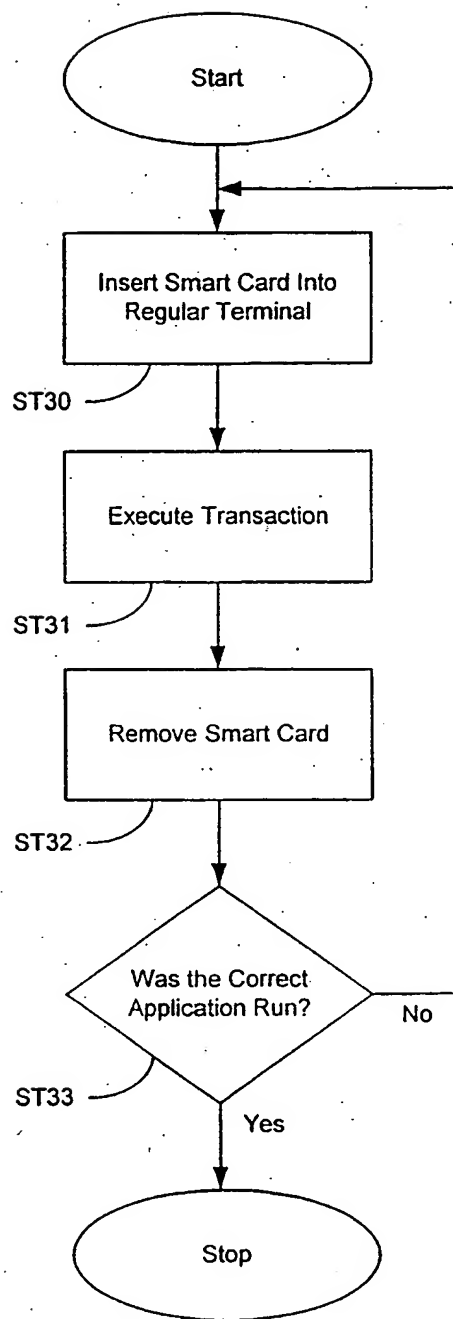 Start
Insert Smart Card Into
Regular Terminal
ST30
Execute Transaction
ST31
Remove Smart Card
ST32
Was the Correct
Application Run?
No
ST33
Yes
Stop